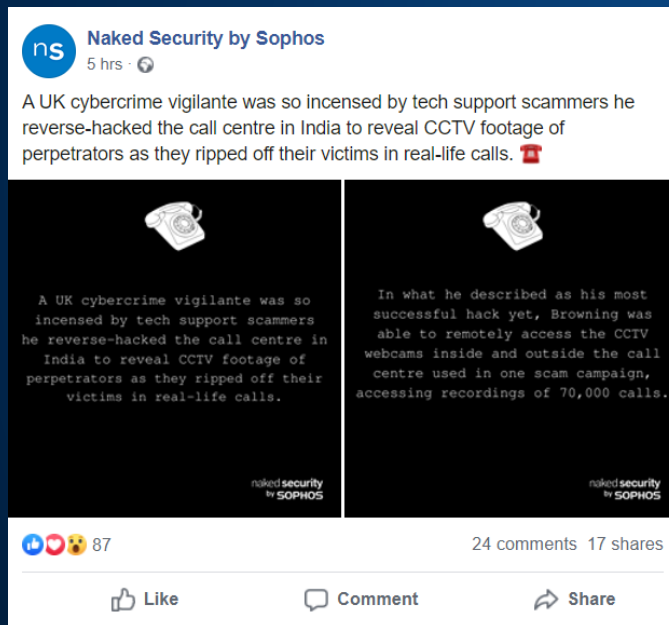 ns
Naked Security by Sophos
5 hrs ·
A UK cybercrime vigilante was so incensed by tech support scammers he
reverse-hacked the call centre in India to reveal CCTV footage of
perpetrators as they ripped off their victims in real-life calls. ☎️
A UK cybercrime vigilante was so
incensed by tech support scammers
he reverse-hacked the call centre in
India to reveal CCTV footage of
perpetrators as they ripped off their
victims in real-life calls.
naked security
by SOPHOS
In what he described as his most
successful hack yet, Browning was
able to remotely access the CCTV
webcams inside and outside the call
centre used in one scam campaign,
accessing recordings of 70,000 calls.
naked security
by SOPHOS
87
24 comments 17 shares
Like
Comment
Share